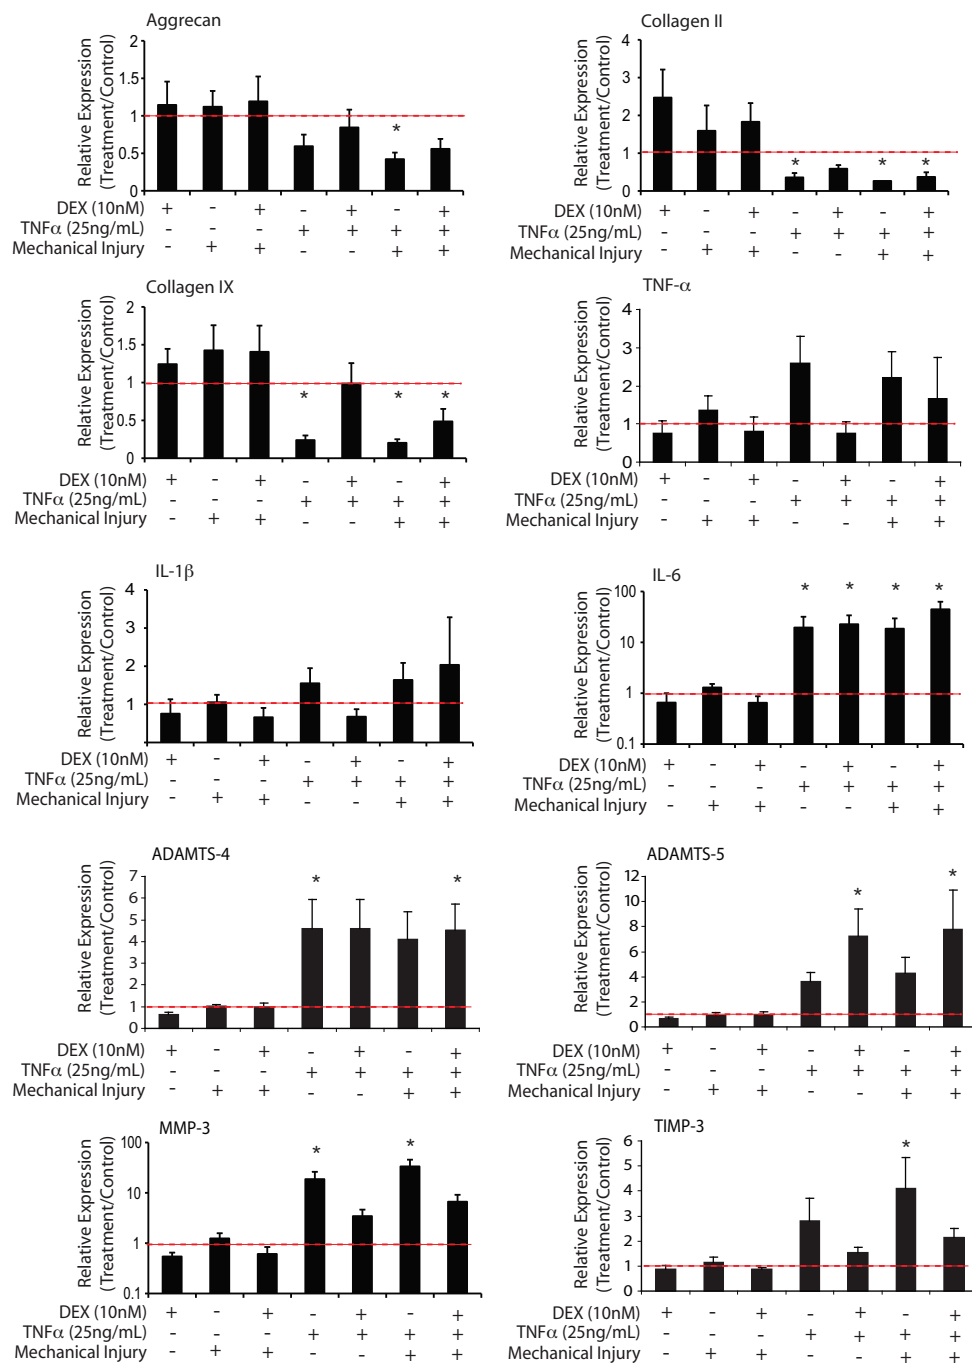 Aggrecan
Relative Expression
(Treatment/Control)
2
1.5
1
0.5
0
*
DEX (10nM) + - + - + - +
TNFα (25ng/mL) - - - + + + +
Mechanical Injury - + + - - + +
Collagen II
Relative Expression
(Treatment/Control)
4
3
2
1
0
* * *
DEX (10nM) + - + - + - +
TNFα (25ng/mL) - - - + + + +
Mechanical Injury - + + - - + +
Collagen IX
Relative Expression
(Treatment/Control)
2
1.5
1
0.5
0
* * *
DEX (10nM) + - + - + - +
TNFα (25ng/mL) - - - + + + +
Mechanical Injury - + + - - + +
TNF-α
Relative Expression
(Treatment/Control)
4
3
2
1
0
DEX (10nM) + - + - + - +
TNFα (25ng/mL) - - - + + + +
Mechanical Injury - + + - - + +
IL-1β
Relative Expression
(Treatment/Control)
4
3
2
1
0
DEX (10nM) + - + - + - +
TNFα (25ng/mL) - - - + + + +
Mechanical Injury - + + - - + +
IL-6
Relative Expression
(Treatment/Control)
100
10
1
0.1
* * * *
DEX (10nM) + - + - + - +
TNFα (25ng/mL) - - - + + + +
Mechanical Injury - + + - - + +
ADAMTS-4
Relative Expression
(Treatment/Control)
7
6
5
4
3
2
1
0
* *
DEX (10nM) + - + - + - +
TNFα (25ng/mL) - - - + + + +
Mechanical Injury - + + - - + +
ADAMTS-5
Relative Expression
(Treatment/Control)
12
10
8
6
4
2
0
* *
DEX (10nM) + - + - + - +
TNFα (25ng/mL) - - - + + + +
Mechanical Injury - + + - - + +
MMP-3
Relative Expression
(Treatment/Control)
100
10
1
0.1
* *
DEX (10nM) + - + - + - +
TNFα (25ng/mL) - - - + + + +
Mechanical Injury - + + - - + +
TIMP-3
Relative Expression
(Treatment/Control)
6
5
4
3
2
1
0
*
DEX (10nM) + - + - + - +
TNFα (25ng/mL) - - - + + + +
Mechanical Injury - + + - - + +